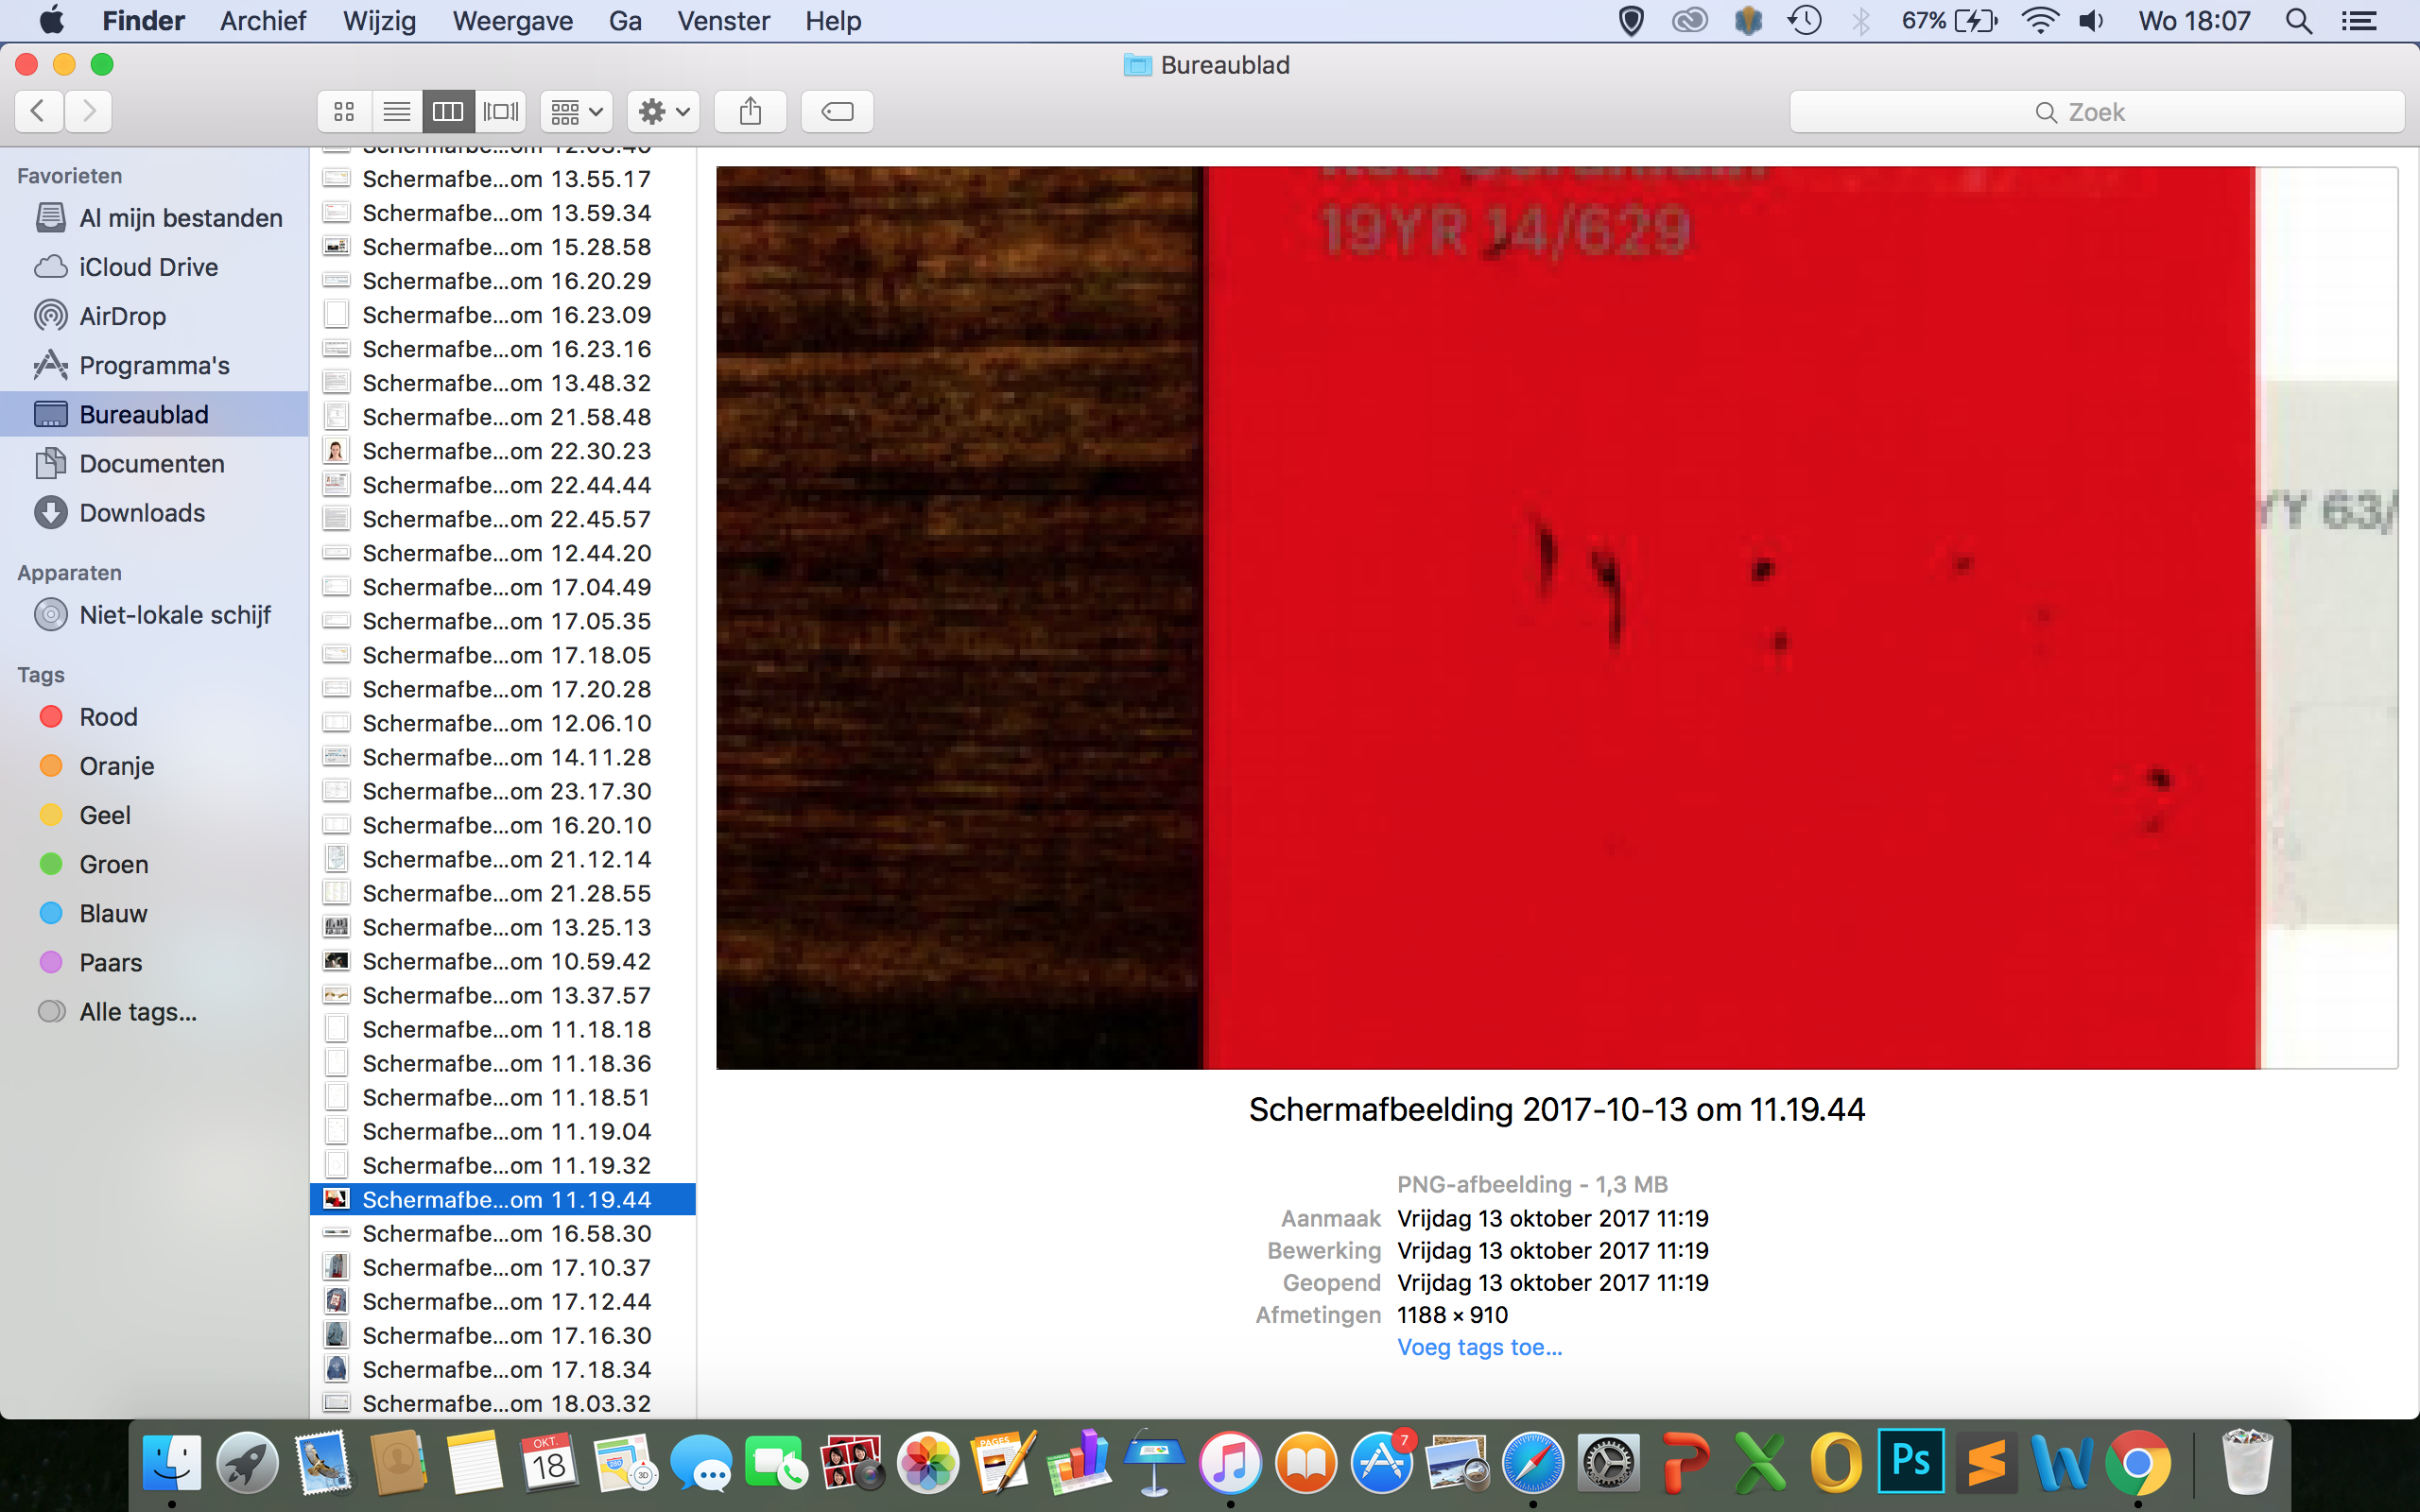 Finder Archief Wijzig Weergave Ga Venster Help 67% Wo 18:07
Bureaublad
Zoek
Favorieten
Al mijn bestanden
iCloud Drive
AirDrop
Programma's
Bureaublad
Documenten
Downloads
Apparaten
Niet-lokale schijf
Tags
Rood
Oranje
Geel
Groen
Blauw
Paars
Alle tags...
Schermafbe...om 12.03.40
Schermafbe...om 13.55.17
Schermafbe...om 13.59.34
Schermafbe...om 15.28.58
Schermafbe...om 16.20.29
Schermafbe...om 16.23.09
Schermafbe...om 16.23.16
Schermafbe...om 13.48.32
Schermafbe...om 21.58.48
Schermafbe...om 22.30.23
Schermafbe...om 22.44.44
Schermafbe...om 22.45.57
Schermafbe...om 12.44.20
Schermafbe...om 17.04.49
Schermafbe...om 17.05.35
Schermafbe...om 17.18.05
Schermafbe...om 17.20.28
Schermafbe...om 12.06.10
Schermafbe...om 14.11.28
Schermafbe...om 23.17.30
Schermafbe...om 16.20.10
Schermafbe...om 21.12.14
Schermafbe...om 21.28.55
Schermafbe...om 13.25.13
Schermafbe...om 10.59.42
Schermafbe...om 13.37.57
Schermafbe...om 11.18.18
Schermafbe...om 11.18.36
Schermafbe...om 11.18.51
Schermafbe...om 11.19.04
Schermafbe...om 11.19.32
Schermafbe...om 11.19.44
Schermafbe...om 16.58.30
Schermafbe...om 17.10.37
Schermafbe...om 17.12.44
Schermafbe...om 17.16.30
Schermafbe...om 17.18.34
Schermafbe...om 18.03.32
19YR 14/629
YY 63/
Schermafbeelding 2017-10-13 om 11.19.44
PNG-afbeelding - 1,3 MB
Aanmaak Vrijdag 13 oktober 2017 11:19
Bewerking Vrijdag 13 oktober 2017 11:19
Geopend Vrijdag 13 oktober 2017 11:19
Afmetingen 1188 × 910
Voeg tags toe...
OKT.
18
3D
PAGES
7
Ps